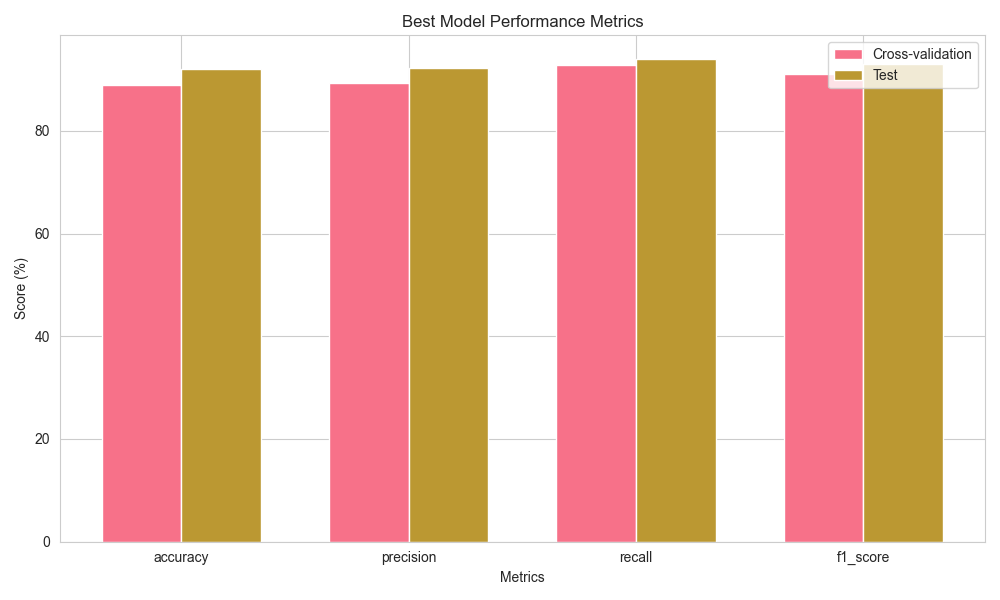 Best Model Performance Metrics
Cross-validation
Test
Score (%)
80
60
40
20
0
accuracy precision recall f1_score
Metrics